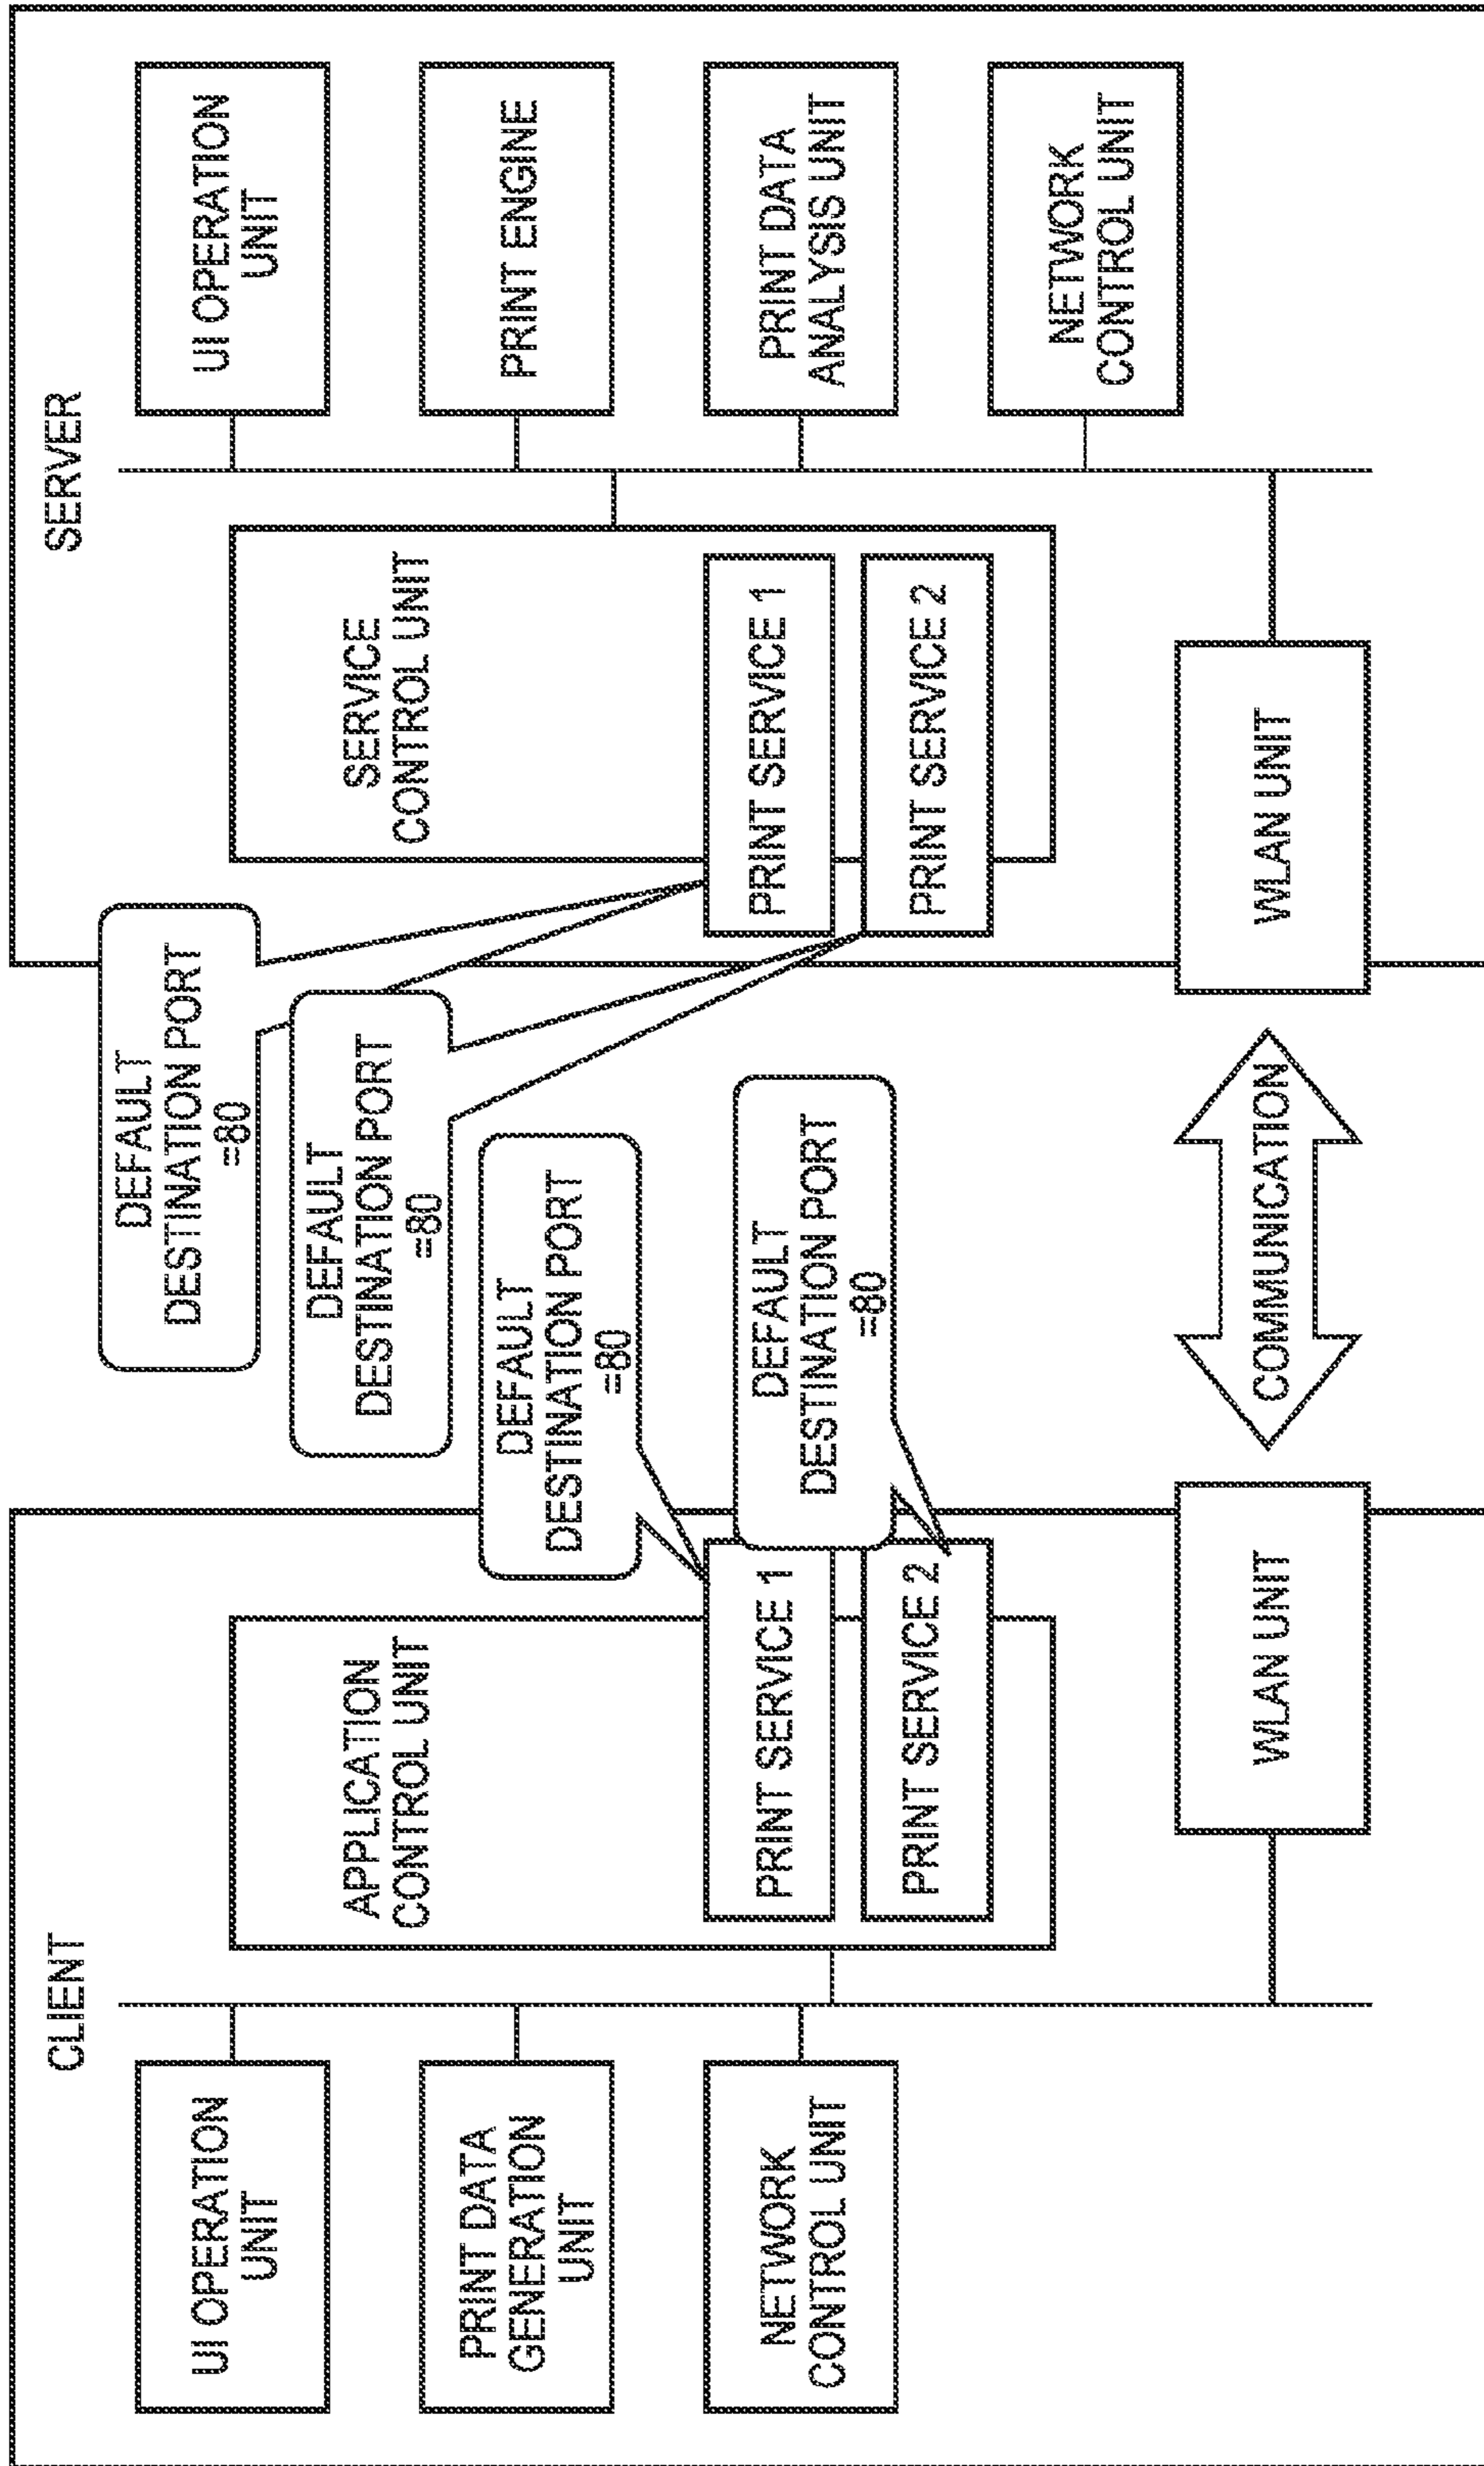 CLIENT
UI OPERATION
UNIT
PRINT DATA
GENERATION
UNIT
NETWORK
CONTROL UNIT
APPLICATION
CONTROL UNIT
PRINT SERVICE 1
PRINT SERVICE 2
WLAN UNIT
DEFAULT
DESTINATION PORT
=80
DEFAULT
DESTINATION PORT
=80
DEFAULT
DESTINATION PORT
=80
DEFAULT
DESTINATION PORT
=80
COMMUNICATION
SERVER
SERVICE
CONTROL UNIT
PRINT SERVICE 1
PRINT SERVICE 2
WLAN UNIT
UI OPERATION
UNIT
PRINT ENGINE
PRINT DATA
ANALYSIS UNIT
NETWORK
CONTROL UNIT